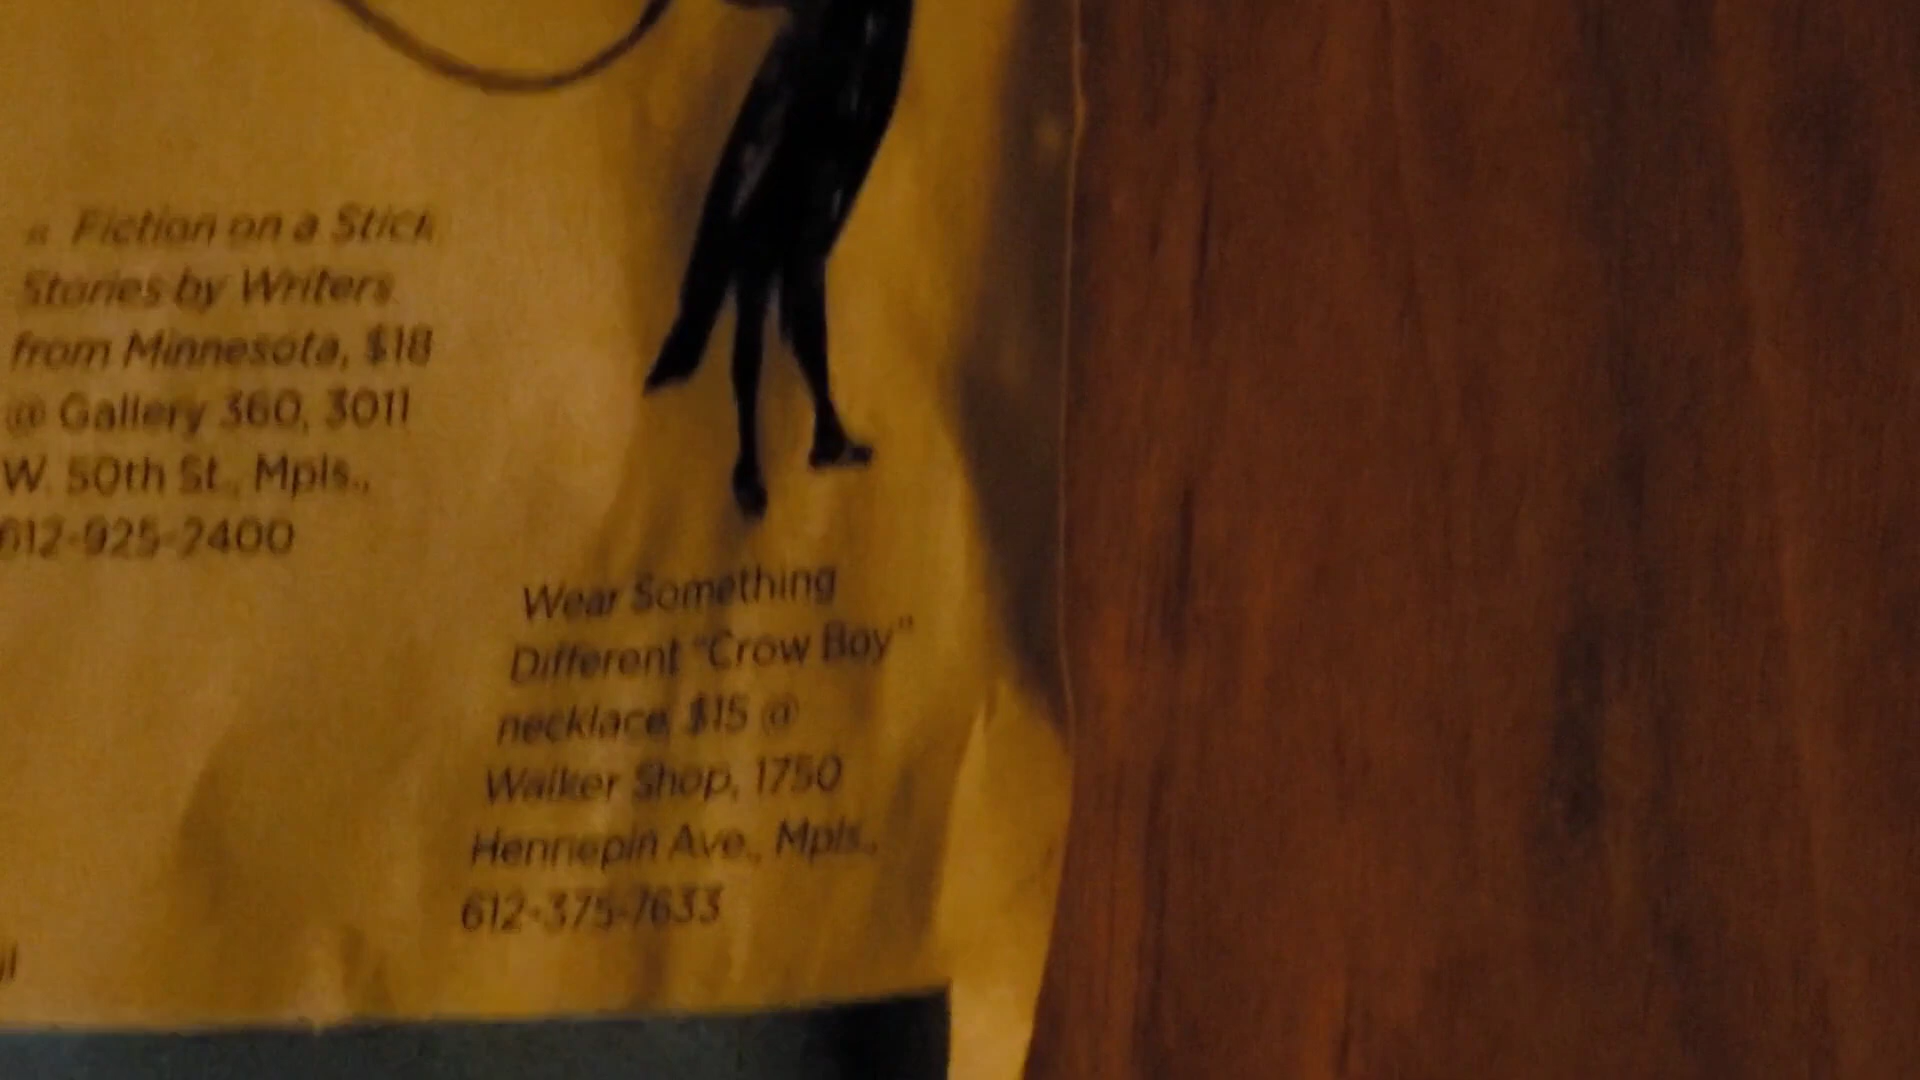 Fiction on a Stick
Stories by Writers
from Minnesota, $18
@ Gallery 360, 3011
W. 50th St., Mpls.,
612-925-2400
Wear Something
Different "Crow Boy"
necklace, $15 @
Walker Shop, 1750
Hennepin Ave., Mpls.,
612-375-7633